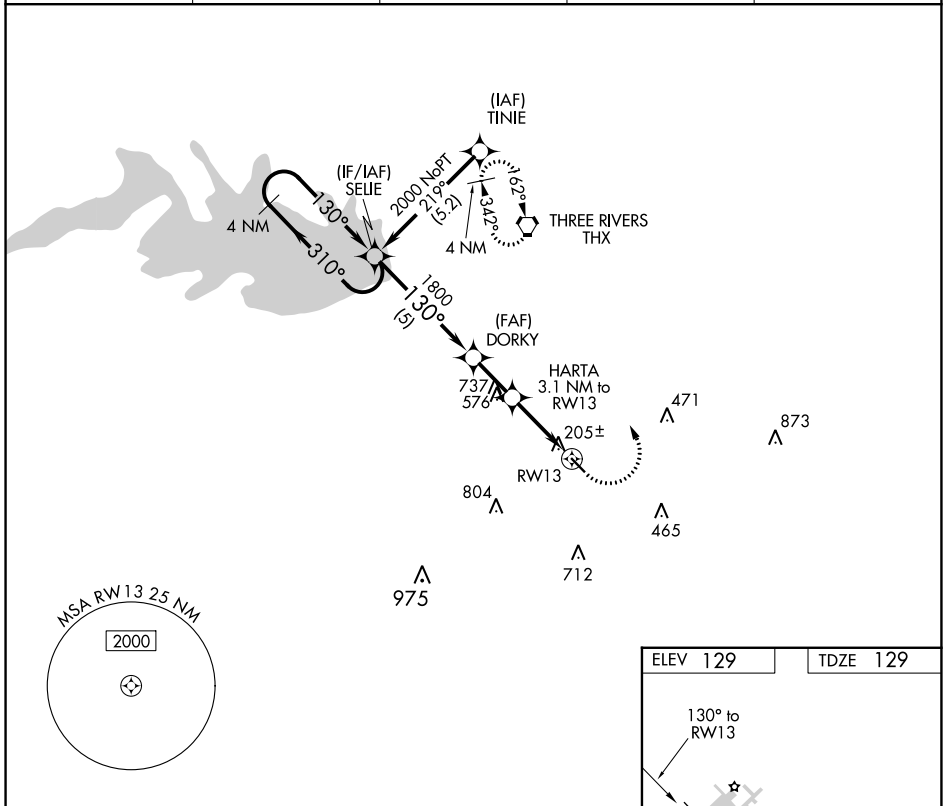 (IAF)
TINIE
(IF/IAF)
SELIE
2000 NoPT
219°
(5.2)
162°
342°
4 NM
THREE RIVERS
THX
4 NM
130°
310°
1800
130°
(5)
(FAF)
DORKY
HARTA
3.1 NM to
RW13
737
576
471
873
205±
RW13
804
465
712
975
MSA RW13 25 NM
2000
ELEV 129
TDZE 129
130° to
RW13